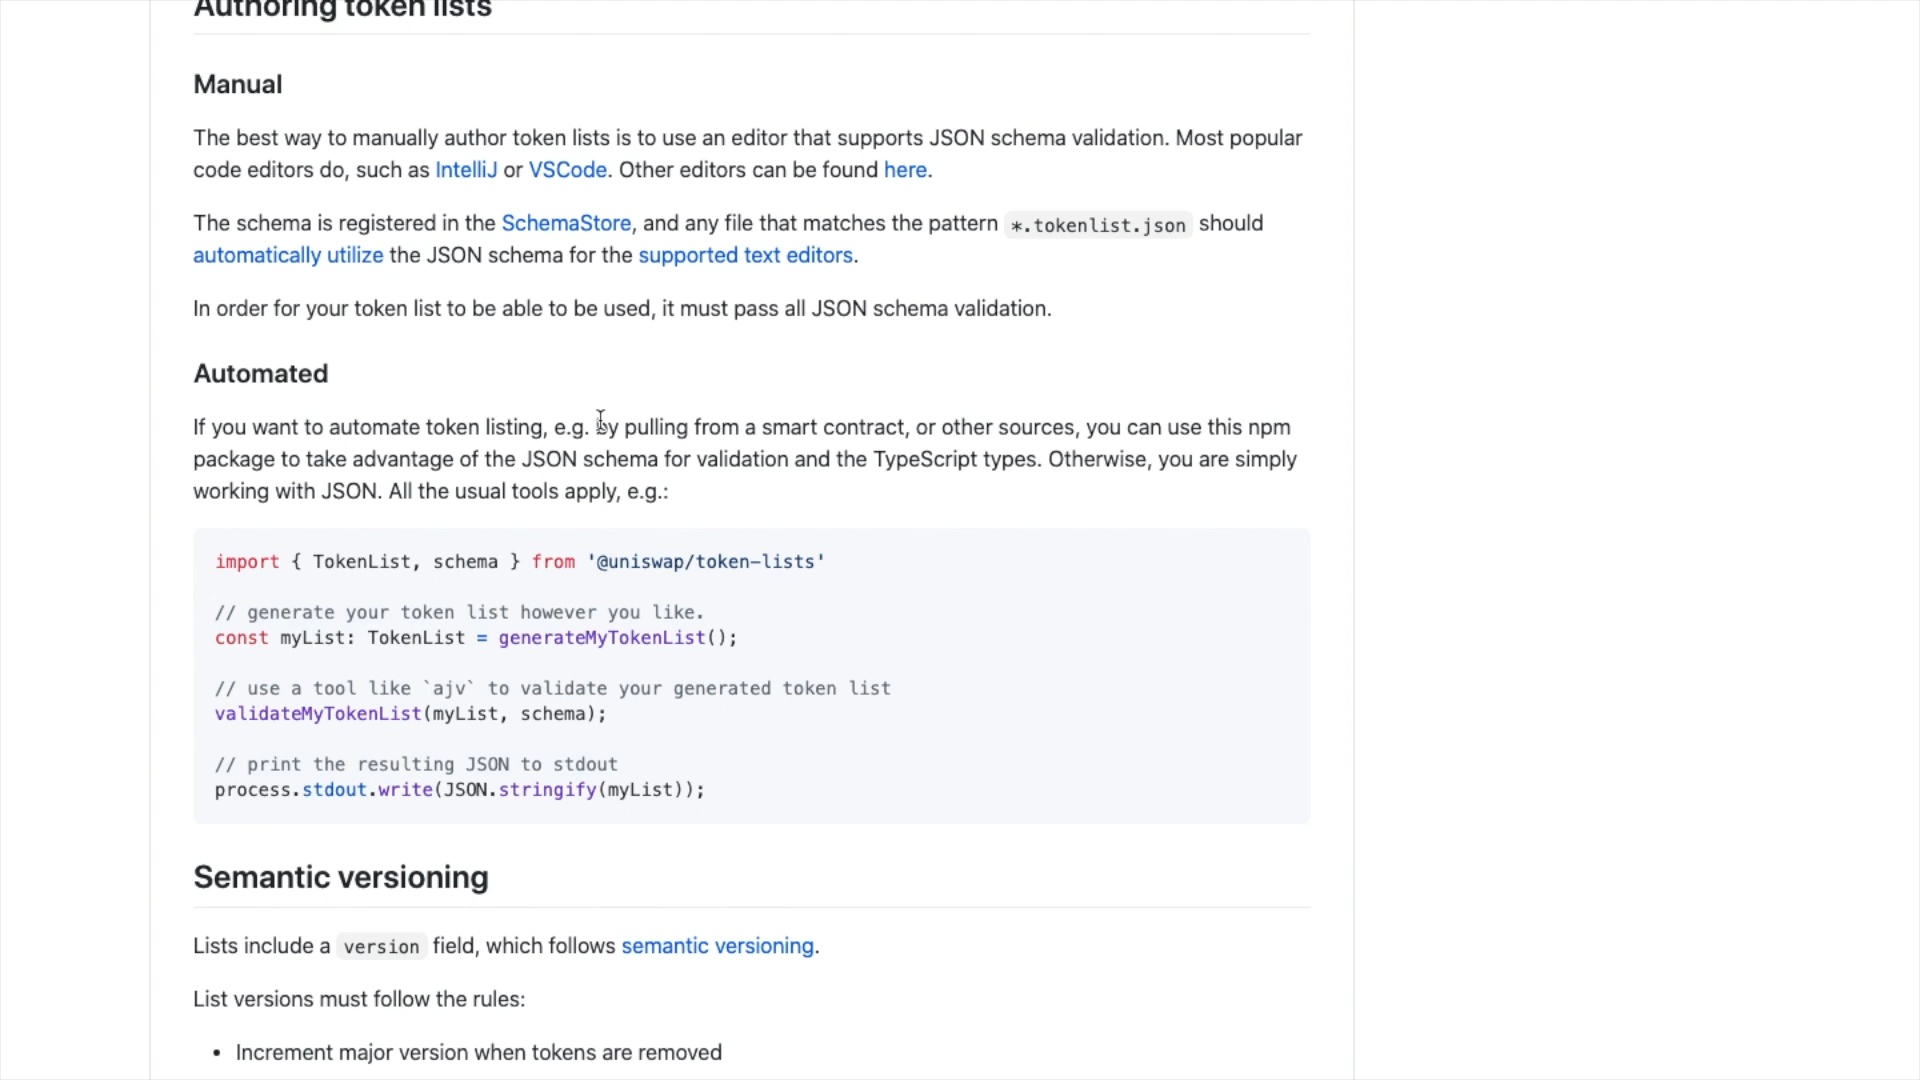 Authoring token lists
Manual
The best way to manually author token lists is to use an editor that supports JSON schema validation. Most popular
code editors do, such as IntelliJ or VSCode. Other editors can be found here.
The schema is registered in the SchemaStore, and any file that matches the pattern *.tokenlist.json should
automatically utilize the JSON schema for the supported text editors.
In order for your token list to be able to be used, it must pass all JSON schema validation.
Automated
If you want to automate token listing, e.g. by pulling from a smart contract, or other sources, you can use this npm
package to take advantage of the JSON schema for validation and the TypeScript types. Otherwise, you are simply
working with JSON. All the usual tools apply, e.g.:
import { TokenList, schema } from '@uniswap/token-lists'
// generate your token list however you like.
const myList: TokenList = generateMyTokenList();
// use a tool like `ajv` to validate your generated token list
validateMyTokenList(myList, schema);
// print the resulting JSON to stdout
process.stdout.write(JSON.stringify(myList));
Semantic versioning
Lists include a version field, which follows semantic versioning.
List versions must follow the rules:
• Increment major version when tokens are removed